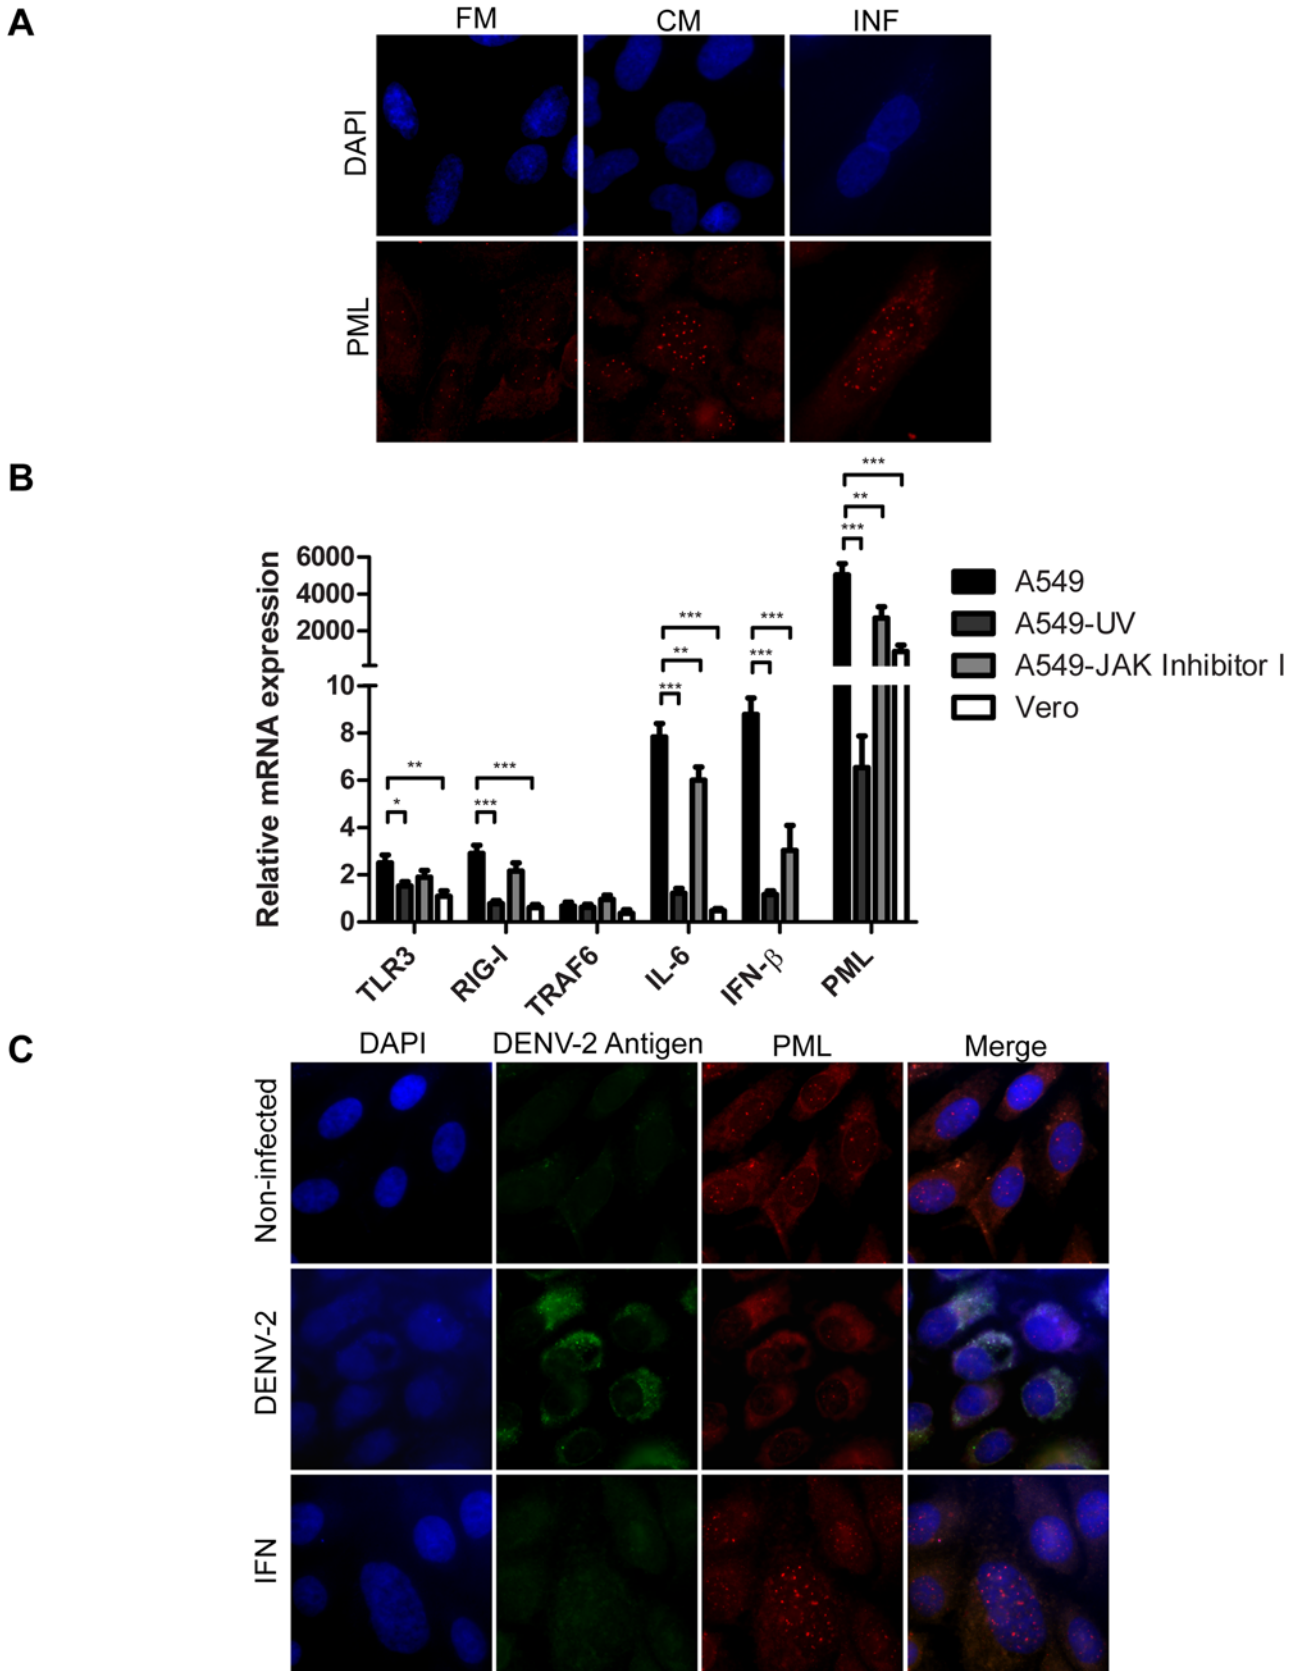 A
FM CM INF
DAPI
PML
B
Relative mRNA expression
6000
4000
2000
10
8
6
4
2
0
** * *** *** *** ** *** *** *** *** ** ***
TLR3 RIG-I TRAF6 IL-6 IFN-β PML
A549
A549-UV
A549-JAK Inhibitor I
Vero
C
DAPI DENV-2 Antigen PML Merge
Non-infected
DENV-2
IFN